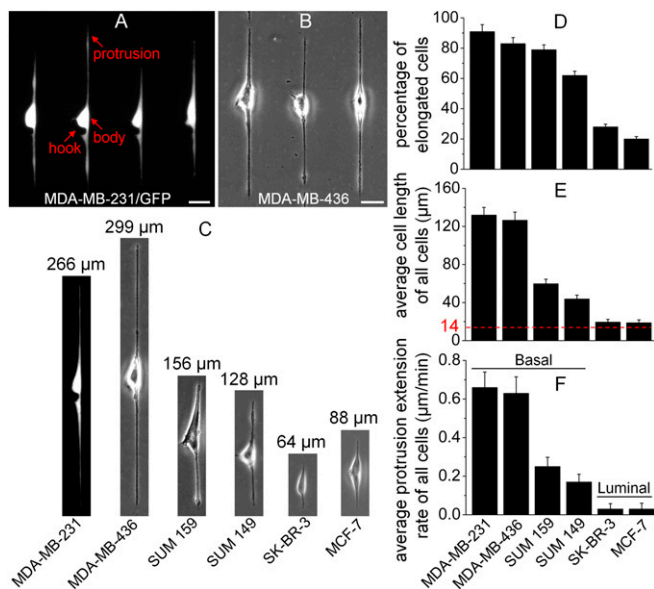 A
protrusion
hook
body
MDA-MB-231/GFP
B
MDA-MB-436
C
266 µm
299 µm
156 µm
128 µm
64 µm
88 µm
MDA-MB-231
MDA-MB-436
SUM 159
SUM 149
SK-BR-3
MCF-7
D
percentage of
elongated cells
100
80
60
40
20
0
E
average cell length
of all cells (µm)
160
120
80
40
14
0
F
average protrusion extension
rate of all cells (µm/min)
0.8
0.6
0.4
0.2
0.0
Basal
Luminal
MDA-MB-231
MDA-MB-436
SUM 159
SUM 149
SK-BR-3
MCF-7